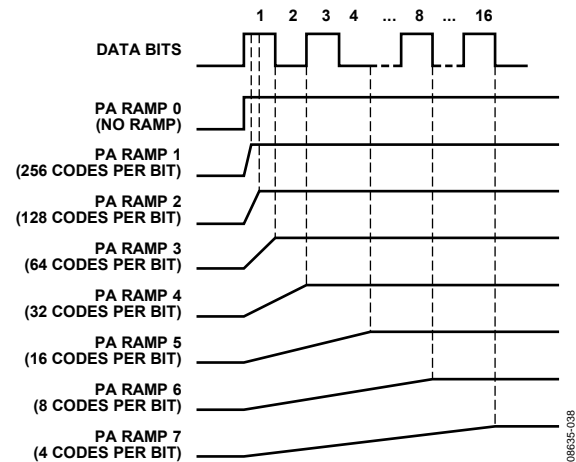 1 2 3 4 ... 8 ... 16
DATA BITS
PA RAMP 0
(NO RAMP)
PA RAMP 1
(256 CODES PER BIT)
PA RAMP 2
(128 CODES PER BIT)
PA RAMP 3
(64 CODES PER BIT)
PA RAMP 4
(32 CODES PER BIT)
PA RAMP 5
(16 CODES PER BIT)
PA RAMP 6
(8 CODES PER BIT)
PA RAMP 7
(4 CODES PER BIT)
08635-038